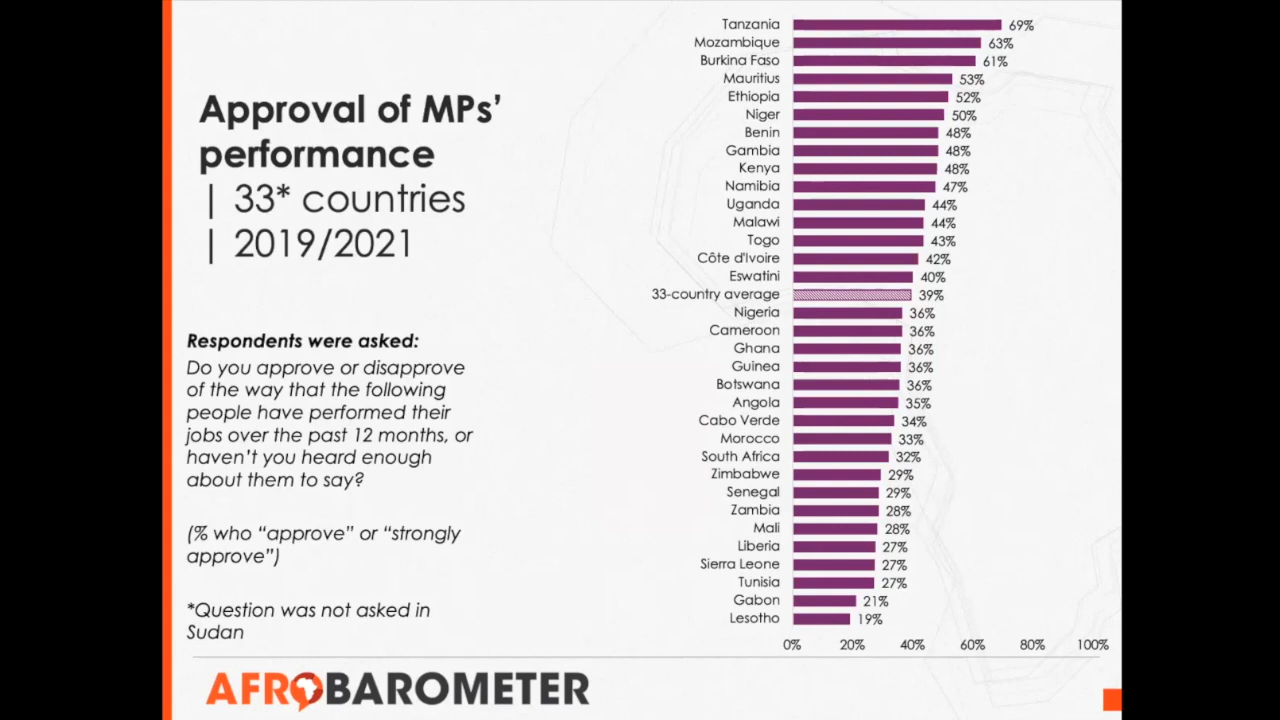 Approval of MPs’
performance
| 33* countries
| 2019/2021
Respondents were asked:
Do you approve or disapprove
of the way that the following
people have performed their
jobs over the past 12 months, or
haven’t you heard enough
about them to say?
(% who “approve” or “strongly
approve”)
*Question was not asked in
Sudan
Tanzania 69%
Mozambique 63%
Burkina Faso 61%
Mauritius 53%
Ethiopia 52%
Niger 50%
Benin 48%
Gambia 48%
Kenya 48%
Namibia 47%
Uganda 44%
Malawi 44%
Togo 43%
Côte d'Ivoire 42%
Eswatini 40%
33-country average 39%
Nigeria 36%
Cameroon 36%
Ghana 36%
Guinea 36%
Botswana 36%
Angola 35%
Cabo Verde 34%
Morocco 33%
South Africa 32%
Zimbabwe 29%
Senegal 29%
Zambia 28%
Mali 28%
Liberia 27%
Sierra Leone 27%
Tunisia 27%
Gabon 21%
Lesotho 19%
0% 20% 40% 60% 80% 100%
AFROBAROMETER